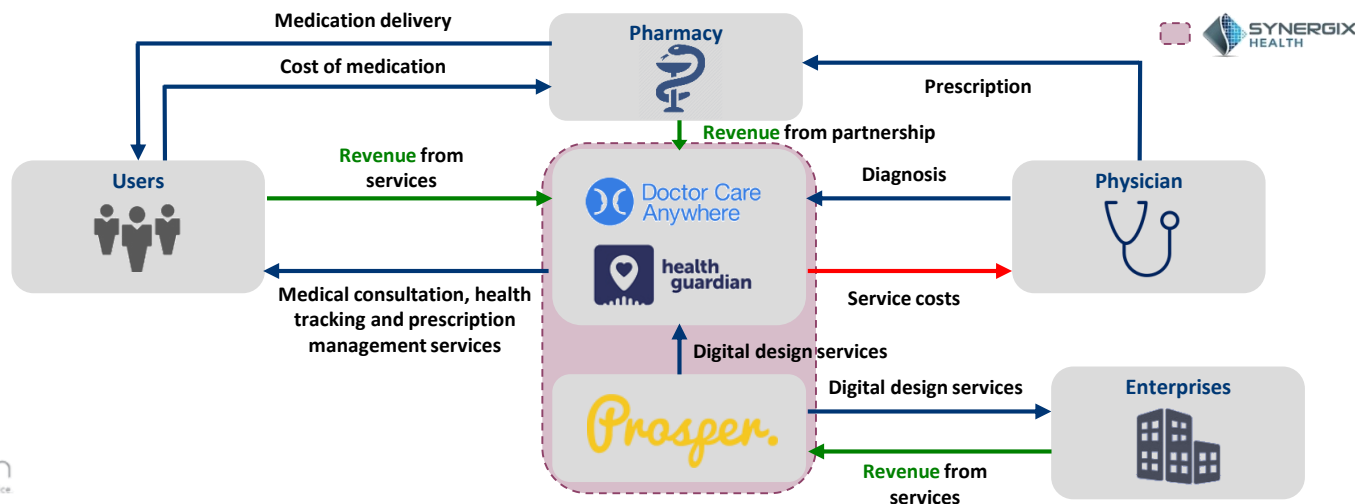 Medication delivery
Pharmacy
SYNERGIX
HEALTH
Cost of medication
Prescription
Revenue from partnership
Users
Revenue from
services
Doctor Care
Anywhere
Diagnosis
Physician
health
guardian
Medical consultation, health
tracking and prescription
management services
Service costs
Digital design services
Digital design services
Enterprises
Prosper.
Revenue from
services